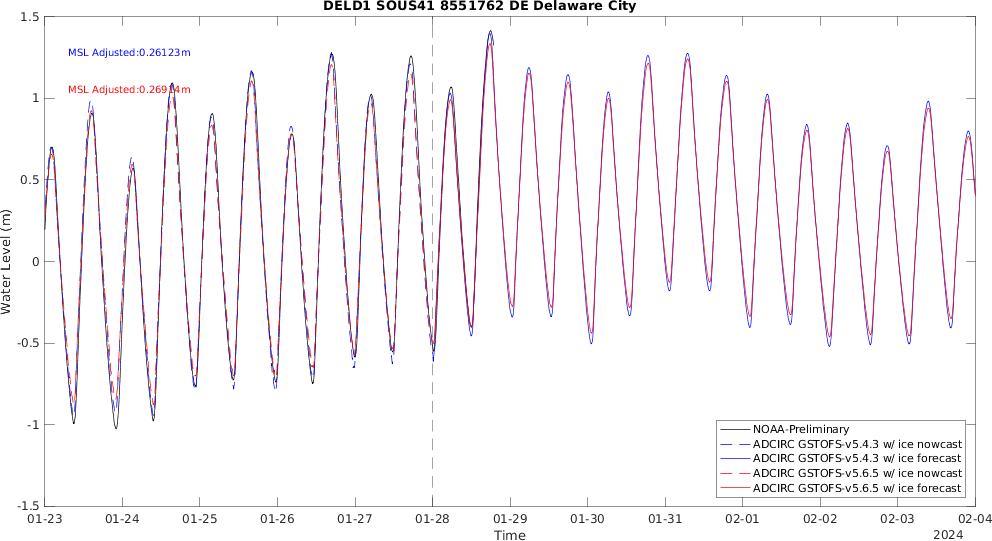 DELD1 SOUS41 8551762 DE Delaware City
MSL Adjusted:0.26123m
MSL Adjusted:0.26914m
Water Level (m)
1.5
1
0.5
0
-0.5
-1
-1.5
NOAA-Preliminary
ADCIRC GSTOFS-v5.4.3 w/ ice nowcast
ADCIRC GSTOFS-v5.4.3 w/ ice forecast
ADCIRC GSTOFS-v5.6.5 w/ ice nowcast
ADCIRC GSTOFS-v5.6.5 w/ ice forecast
01-23 01-24 01-25 01-26 01-27 01-28 01-29 01-30 01-31 02-01 02-02 02-03 02-04
Time
2024